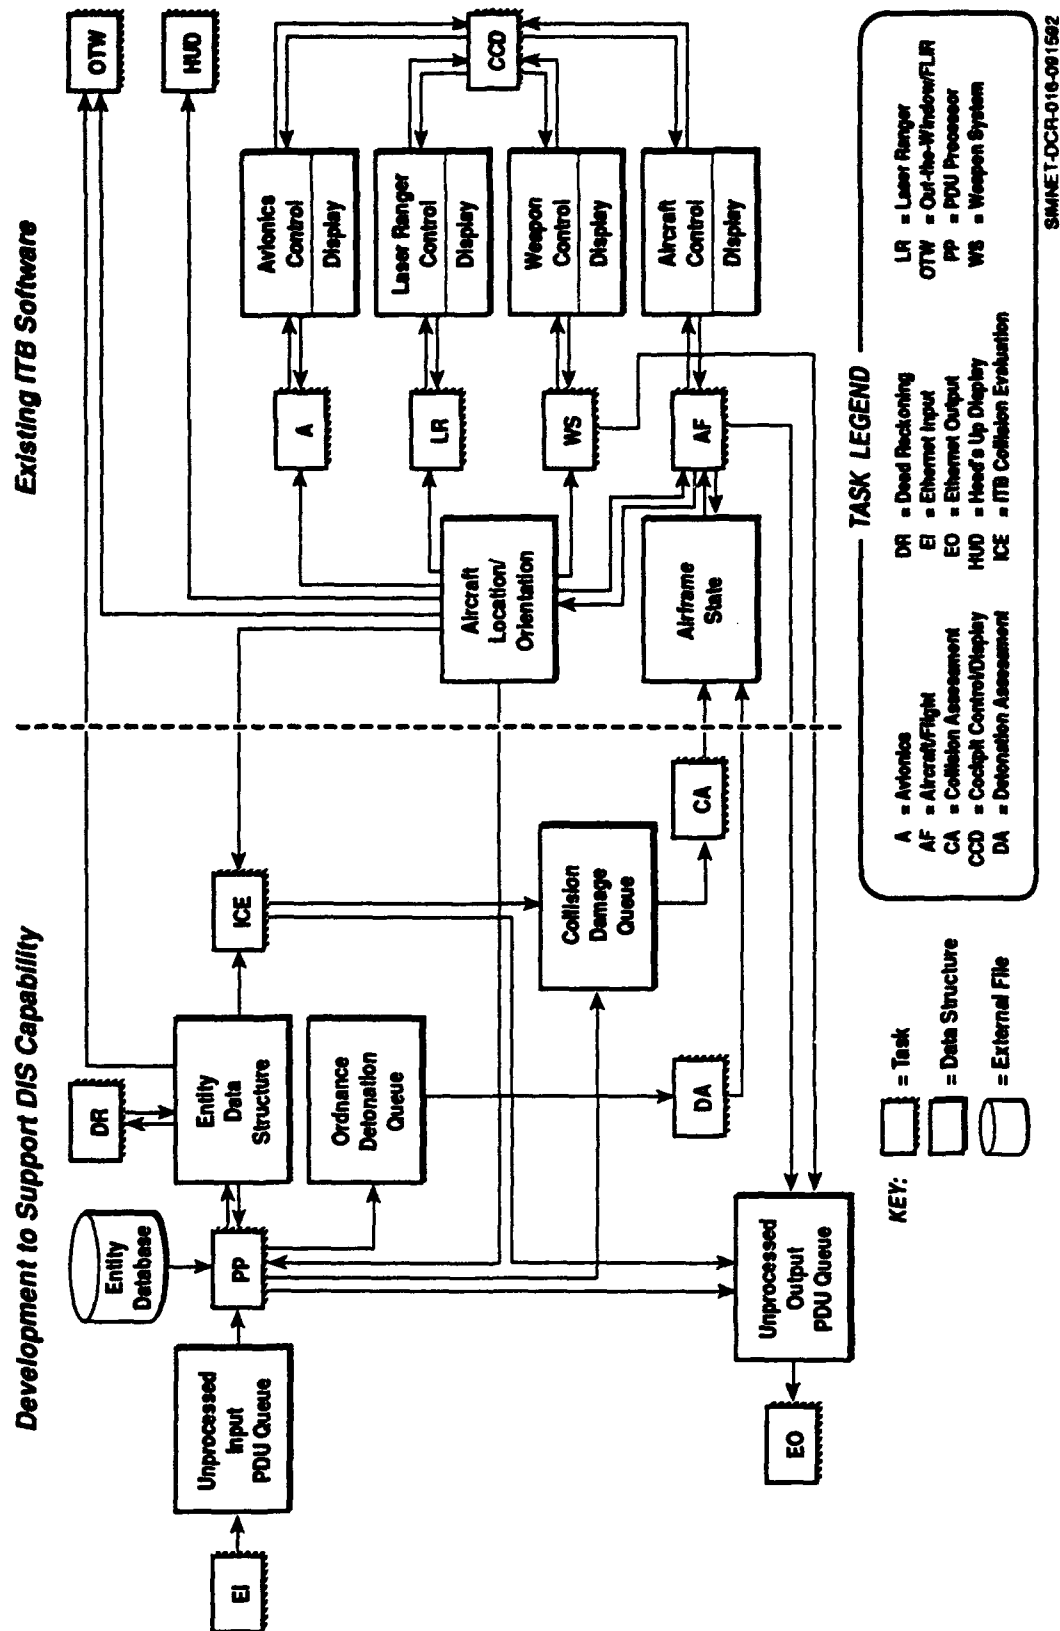 Development to Support DIS Capability
Existing ITB Software
EI
Unprocessed
Input
PDU Queue
Entity
Database
PP
DR
Entity
Data
Structure
Ordnance
Detonation
Queue
ICE
Collision
Damage
Queue
DA
CA
Unprocessed
Output
PDU Queue
EO
Aircraft
Location/
Orientation
Airframe
State
A
LR
WS
AF
Avionics
Control
Display
Laser Ranger
Control
Display
Weapon
Control
Display
Aircraft
Control
Display
CCD
OTW
HUD
KEY:
= Task
= Data Structure
= External File
TASK LEGEND
A = Avionics
AF = Aircraft/Flight
CA = Collision Assessment
CCD = Cockpit Control/Display
DA = Detonation Assesment
DR = Dead Reckoning
EI = Ethernet Input
EO = Ethernet Output
HUD = Head's Up Display
ICE = ITB Collision Evaluation
LR = Laser Ranger
OTW = Out-the-Window/FLIR
PP = PDU Processor
WS = Weapon System
SIMNET-DCR-016-091592